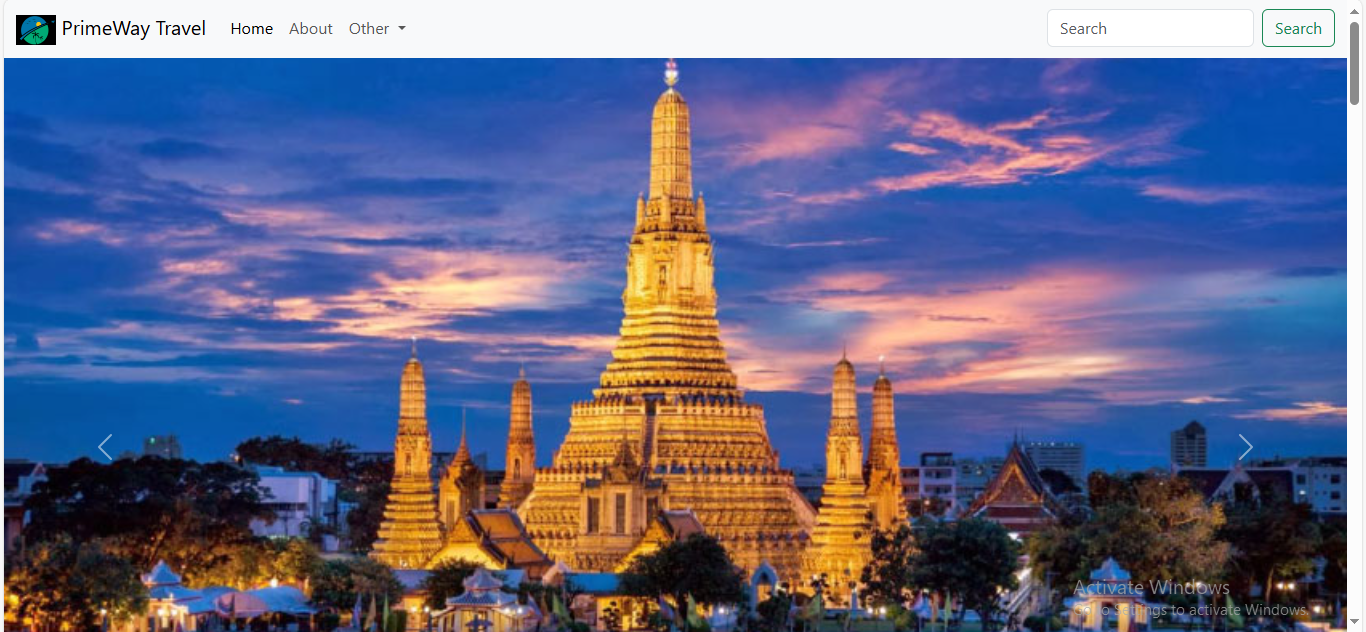 PrimeWay Travel Home About Other Search Search
Activate Windows
Go to Settings to activate Windows.